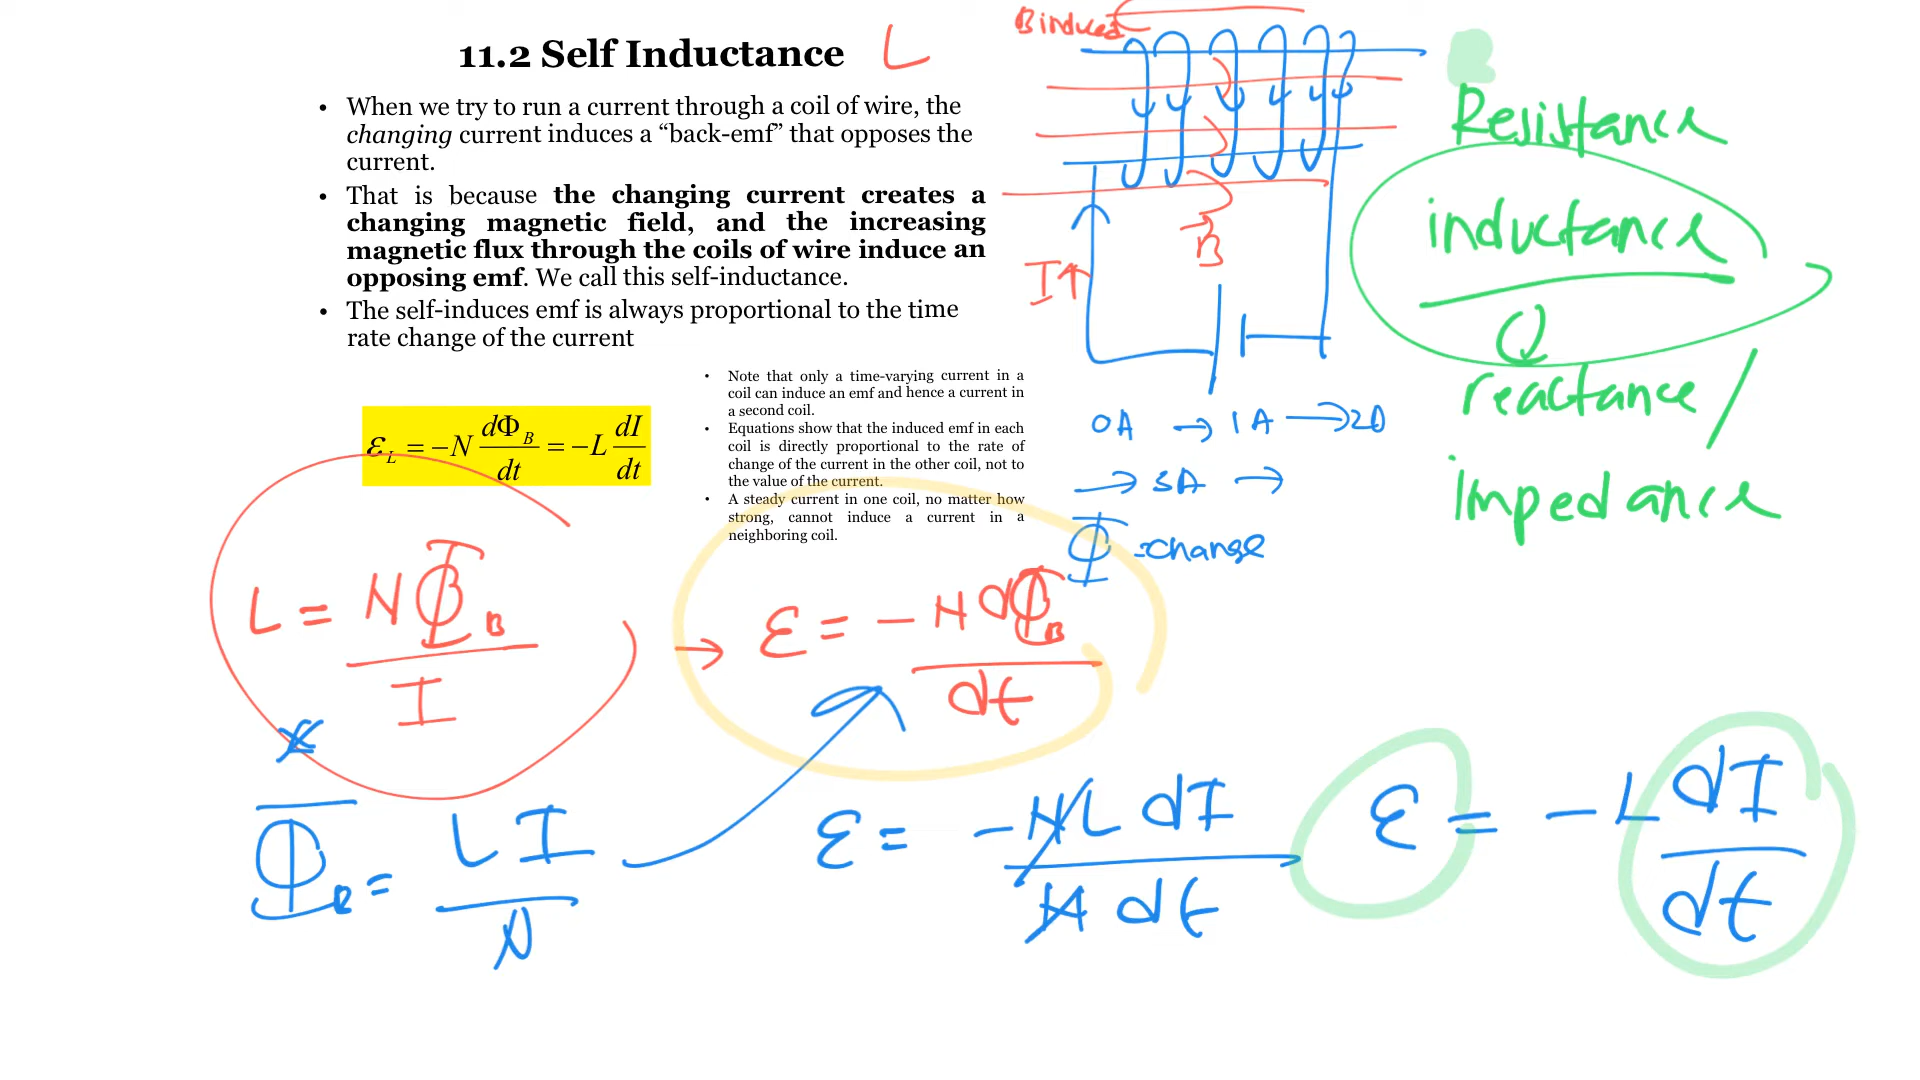 11.2 Self Inductance L
• When we try to run a current through a coil of wire, the
changing current induces a “back-emf” that opposes the
current.
• That is because the changing current creates a
changing magnetic field, and the increasing
magnetic flux through the coils of wire induce an
opposing emf. We call this self-inductance.
• The self-induces emf is always proportional to the time
rate change of the current
ε_L = −N dΦ_B/dt = −L dI/dt
• Note that only a time-varying current in a
coil can induce an emf and hence a current in
a second coil.
• Equations show that the induced emf in each
coil is directly proportional to the rate of
change of the current in the other coil, not to
the value of the current.
• A steady current in one coil, no matter how
strong, cannot induce a current in a
neighboring coil.
B induced
B
I↑
0A → 1A → 2A
→ 3A →
Φ -change
Resistance
inductance
reactance /
impedance
L = NΦ_B/I
→ ε = −N dΦ_B/dt
Φ_B = LI/N
ε = −NL dI/N dt
ε = −L dI/dt